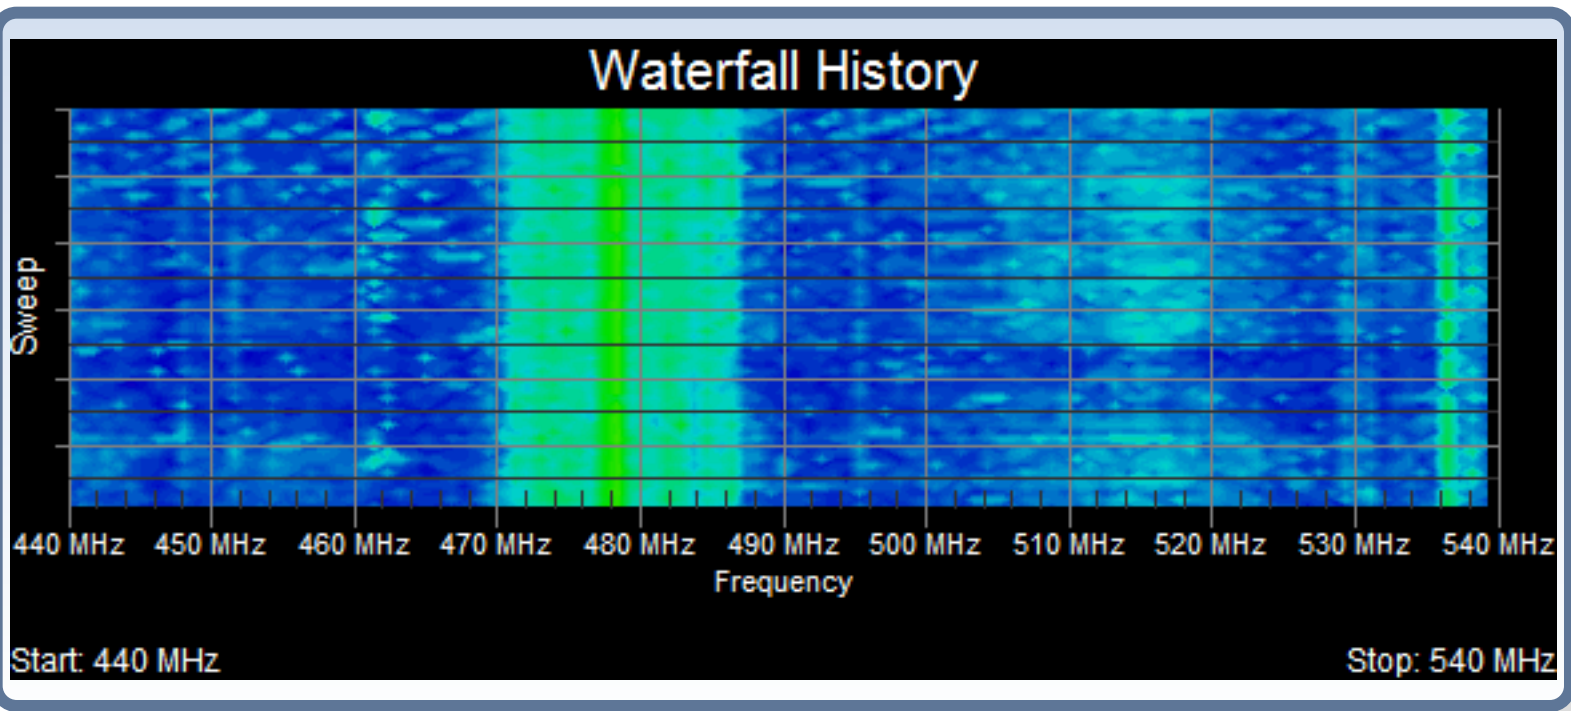 Waterfall History
Sweep
440 MHz 450 MHz 460 MHz 470 MHz 480 MHz 490 MHz 500 MHz 510 MHz 520 MHz 530 MHz 540 MHz
Frequency
Start: 440 MHz Stop: 540 MHz